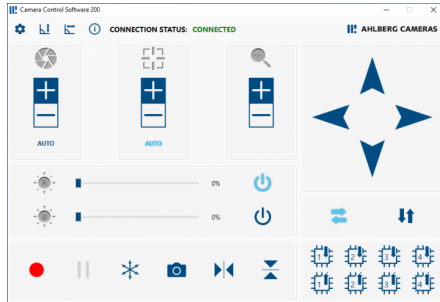 Camera Control Software 200
CONNECTION STATUS: CONNECTED
AHLBERG CAMERAS
AUTO
AUTO
A
0%
B
0%
1 2 3 4
1 2 3 4